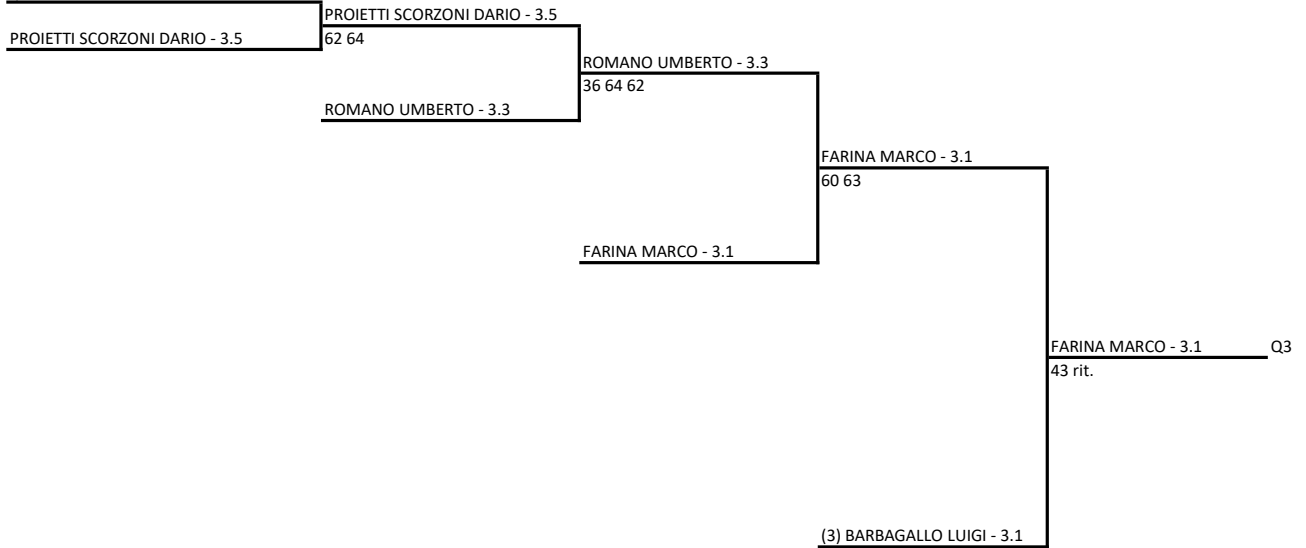 PROIETTI SCORZONI DARIO - 3.5
PROIETTI SCORZONI DARIO - 3.5
62 64
ROMANO UMBERTO - 3.3
36 64 62
ROMANO UMBERTO - 3.3
FARINA MARCO - 3.1
60 63
FARINA MARCO - 3.1
FARINA MARCO - 3.1 Q3
43 rit.
(3) BARBAGALLO LUIGI - 3.1